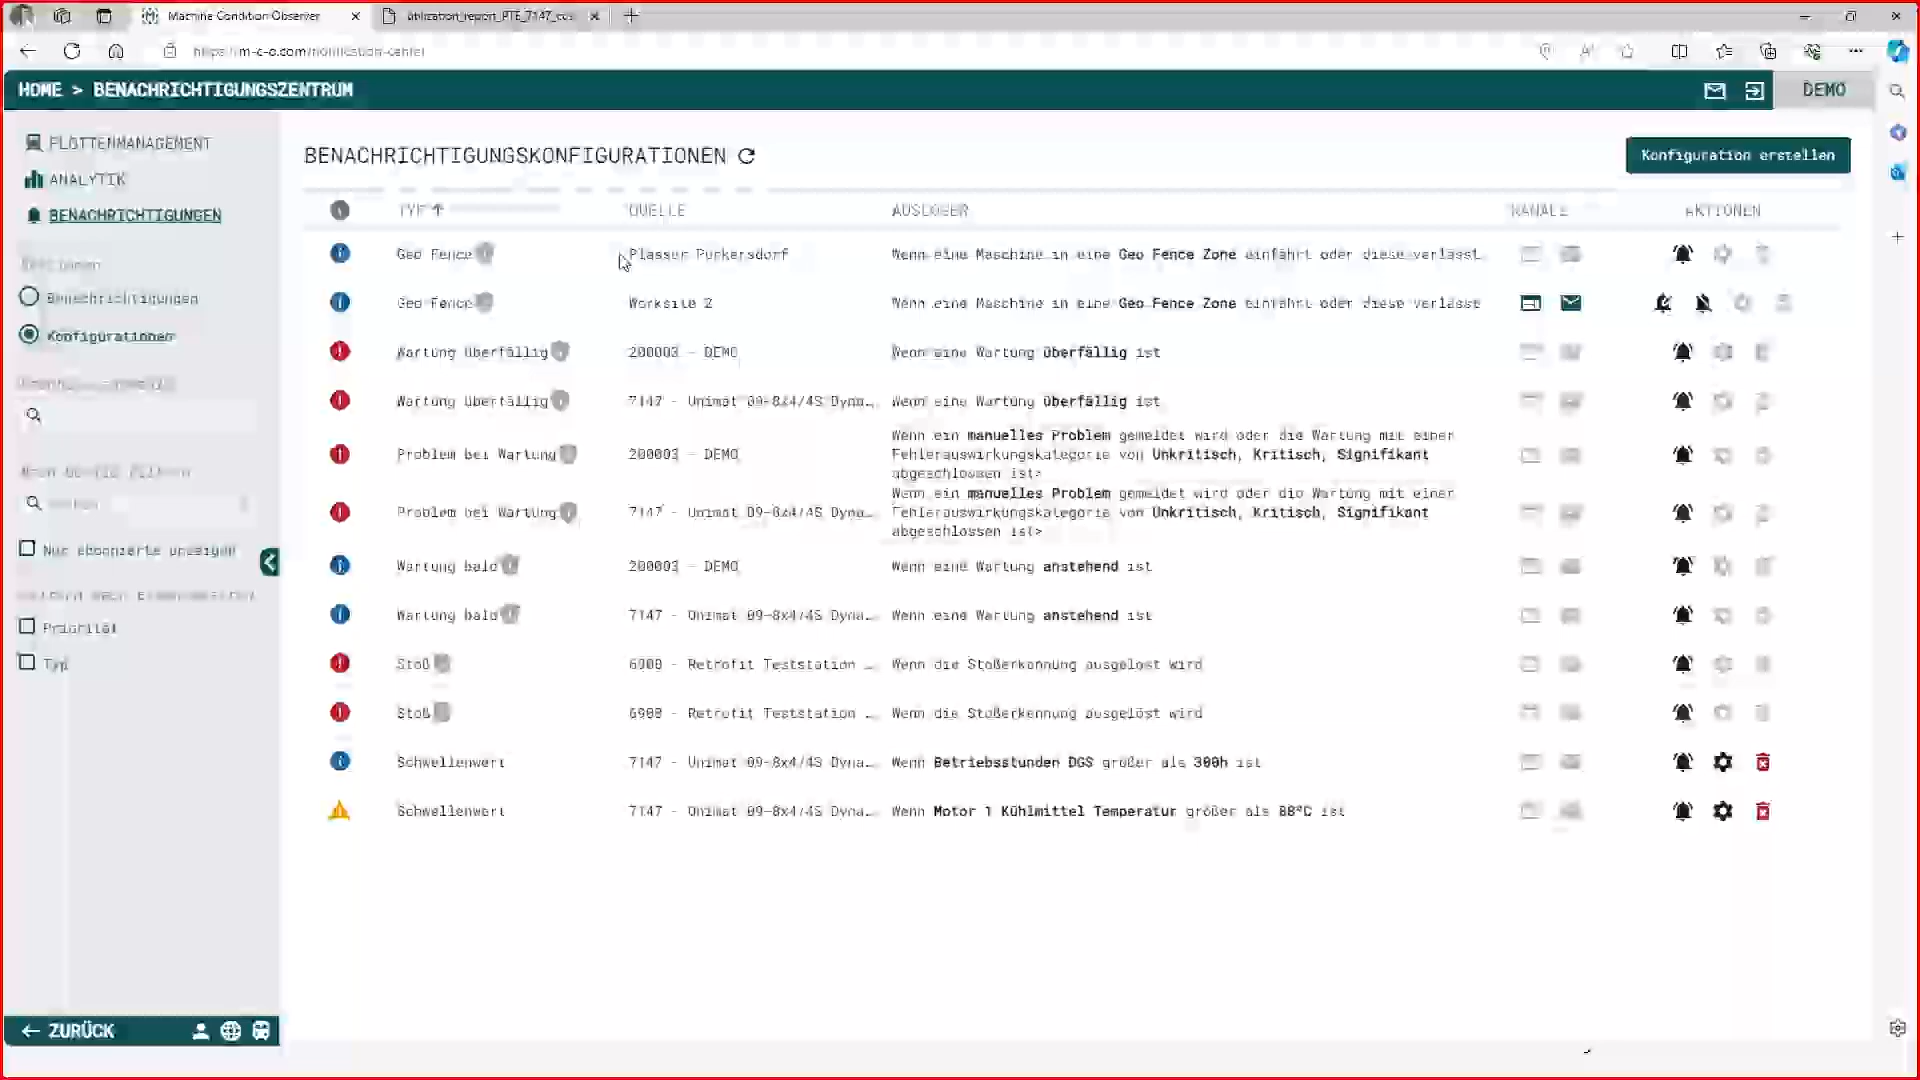 Machine Condition Observer
utilization_report_PTE_7147_cus
https://m-c-o.com/notification-center
HOME > BENACHRICHTIGUNGSZENTRUM
DEMO
FLOTTENMANAGEMENT
ANALYTIK
BENACHRICHTIGUNGEN
Benachrichtigungen
Konfigurationen
Nur abonnierte anzeigen
Priorität
Typ
ZURÜCK
BENACHRICHTIGUNGSKONFIGURATIONEN
Konfiguration erstellen
TYP QUELLE AUSLÖSER KANÄLE AKTIONEN
Geo Fence Plasser Purkersdorf Wenn eine Maschine in eine Geo Fence Zone einfährt oder diese verlässt
Geo Fence Worksite 2 Wenn eine Maschine in eine Geo Fence Zone einfährt oder diese verlässt
Wartung überfällig 200003 - DEMO Wenn eine Wartung überfällig ist
Wartung überfällig 7147 - Unimat 09-8x4/4S Dyna… Wenn eine Wartung überfällig ist
Problem bei Wartung 200003 - DEMO Wenn ein manuelles Problem gemeldet wird oder die Wartung mit einer
Fehlerauswirkungskategorie von Unkritisch, Kritisch, Signifikant
abgeschlossen ist>
Problem bei Wartung 7147 - Unimat 09-8x4/4S Dyna… Wenn ein manuelles Problem gemeldet wird oder die Wartung mit einer
Fehlerauswirkungskategorie von Unkritisch, Kritisch, Signifikant
abgeschlossen ist>
Wartung bald 200003 - DEMO Wenn eine Wartung anstehend ist
Wartung bald 7147 - Unimat 09-8x4/4S Dyna… Wenn eine Wartung anstehend ist
Stoß 6900 - Retrofit Teststation … Wenn die Stoßerkennung ausgelöst wird
Stoß 6900 - Retrofit Teststation … Wenn die Stoßerkennung ausgelöst wird
Schwellenwert 7147 - Unimat 09-8x4/4S Dyna… Wenn Betriebsstunden DGS größer als 300h ist
Schwellenwert 7147 - Unimat 09-8x4/4S Dyna… Wenn Motor 1 Kühlmittel Temperatur größer als 88°C ist